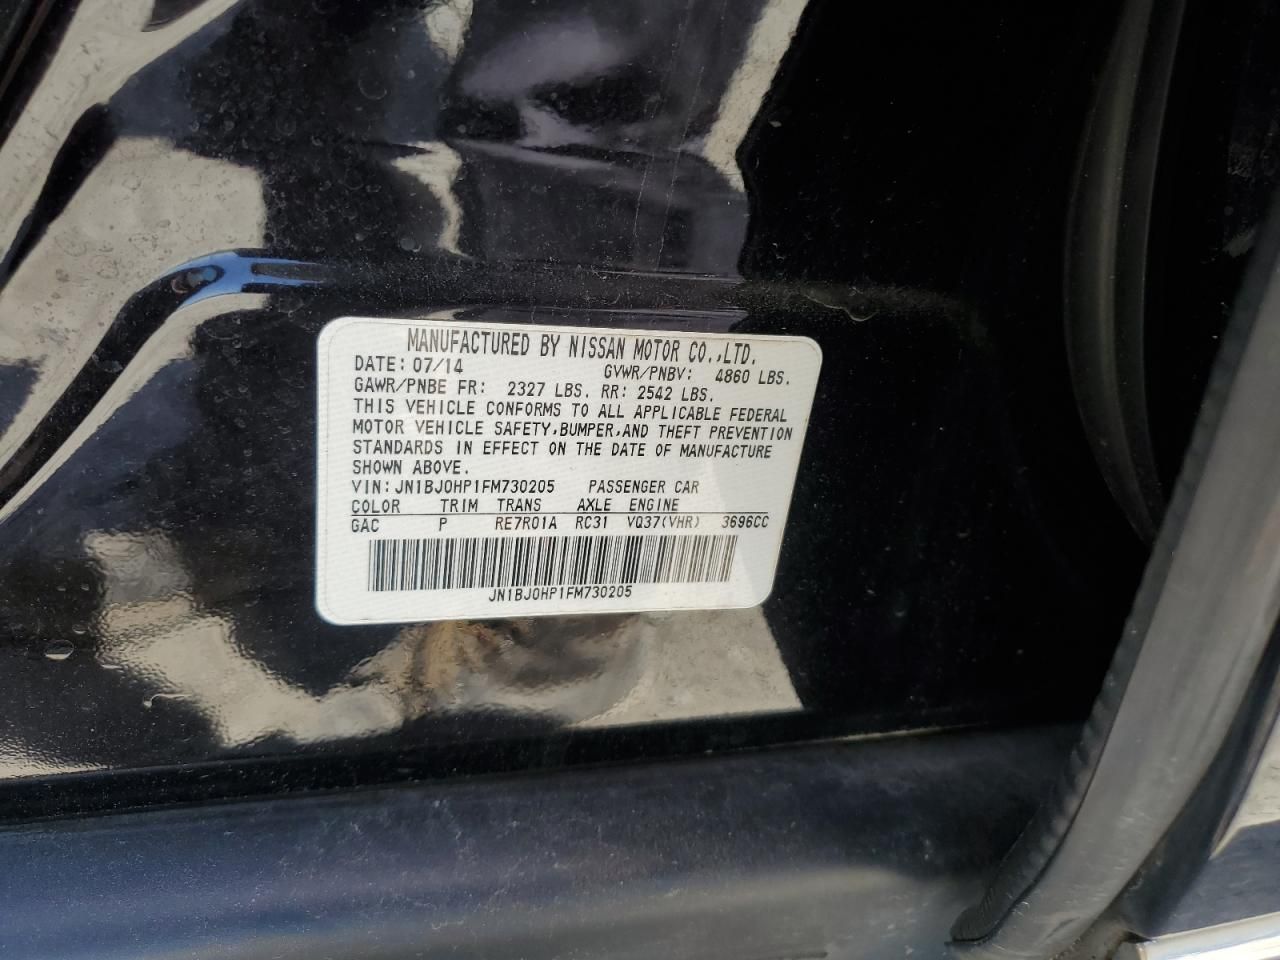 MANUFACTURED BY NISSAN MOTOR CO.,LTD.
DATE: 07/14 GVWR/PNBV: 4860 LBS.
GAWR/PNBE FR: 2327 LBS. RR: 2542 LBS.
THIS VEHICLE CONFORMS TO ALL APPLICABLE FEDERAL
MOTOR VEHICLE SAFETY,BUMPER,AND THEFT PREVENTION
STANDARDS IN EFFECT ON THE DATE OF MANUFACTURE
SHOWN ABOVE.
VIN: JN1BJ0HP1FM730205 PASSENGER CAR
COLOR TRIM TRANS AXLE ENGINE
GAC P RE7R01A RC31 VQ37(VHR) 3696CC
JN1BJ0HP1FM730205